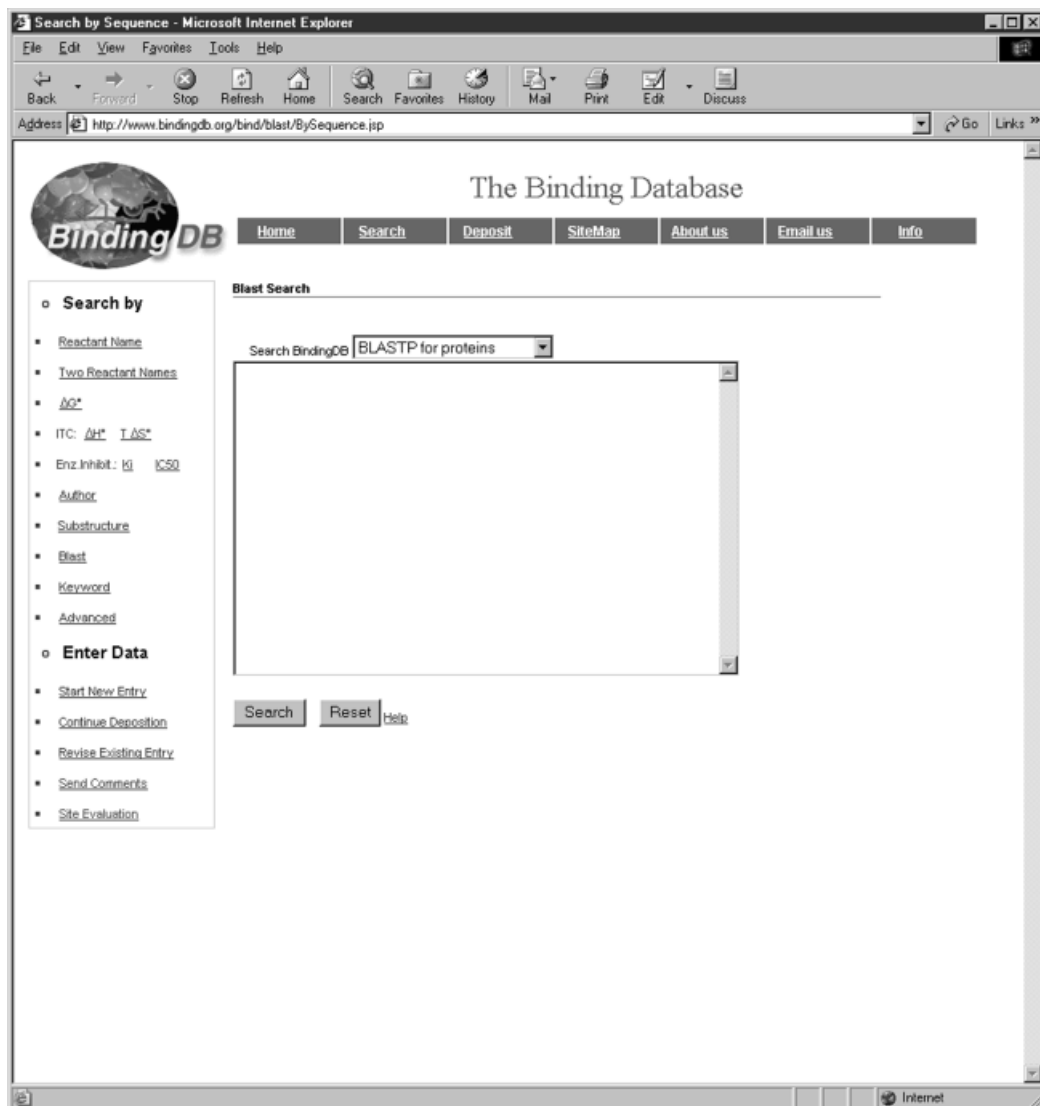 Search by Sequence - Microsoft Internet Explorer
File Edit View Favorites Tools Help
Back Forward Stop Refresh Home Search Favorites History Mail Print Edit Discuss
Address http://www.bindingdb.org/bind/blast/BySequence.jsp Go Links »
The Binding Database
Binding DB
Home Search Deposit SiteMap About us Email us Info
Search by
Reactant Name
Two Reactant Names
ΔG°
ITC: ΔH° T ΔS°
Enz.Inhibit.: Ki IC50
Author
Substructure
Blast
Keyword
Advanced
Enter Data
Start New Entry
Continue Deposition
Revise Existing Entry
Send Comments
Site Evaluation
Blast Search
Search BindingDB BLASTP for proteins
Search Reset Help
Internet